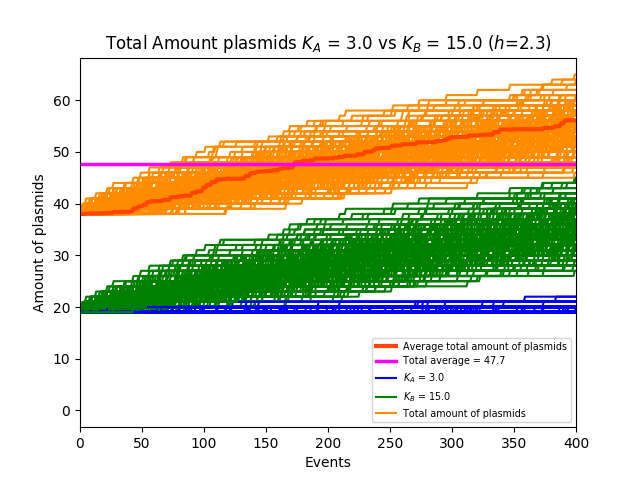 Total Amount plasmids K_A = 3.0 vs K_B = 15.0 (h=2.3)
Amount of plasmids
60
50
40
30
20
10
0
Average total amount of plasmids
Total average = 47.7
K_A = 3.0
K_B = 15.0
Total amount of plasmids
0 50 100 150 200 250 300 350 400
Events